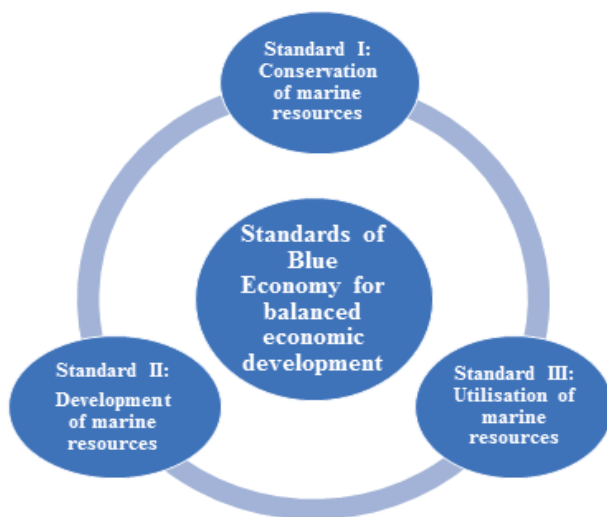 Standard I:
Conservation
of marine
resources
Standards of
Blue
Economy for
balanced
economic
development
Standard II:
Development
of marine
resources
Standard III:
Utilisation of
marine
resources